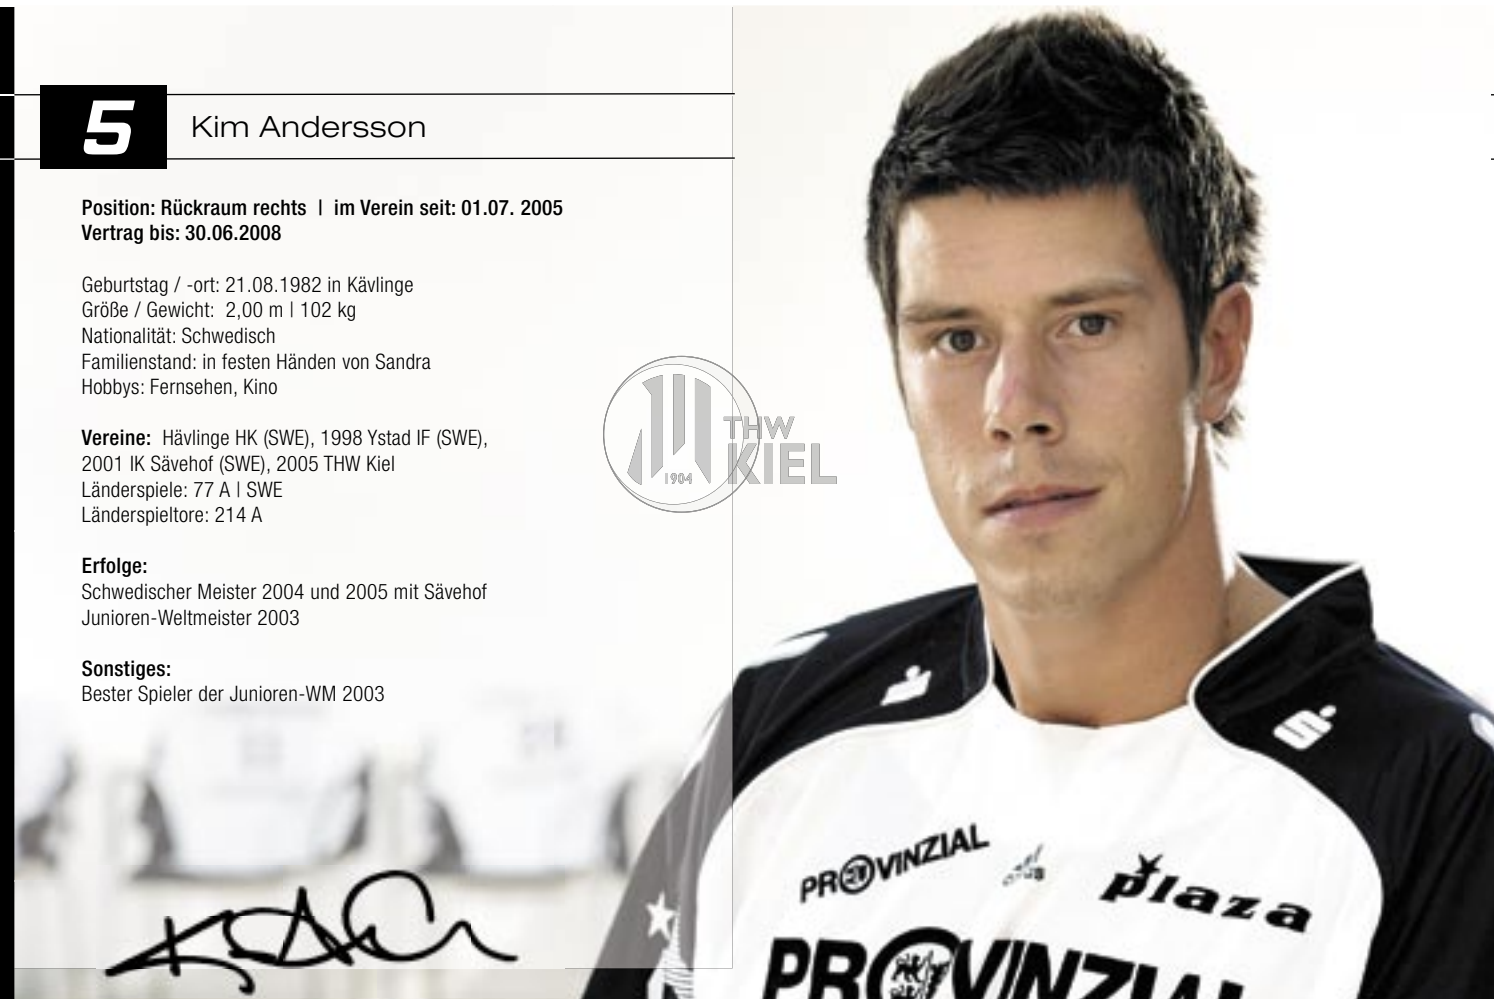 5
Kim Andersson
Position: Rückraum rechts | im Verein seit: 01.07. 2005
Vertrag bis: 30.06.2008
Geburtstag / -ort: 21.08.1982 in Kävlinge
Größe / Gewicht: 2,00 m | 102 kg
Nationalität: Schwedisch
Familienstand: in festen Händen von Sandra
Hobbys: Fernsehen, Kino
Vereine: Hävlinge HK (SWE), 1998 Ystad IF (SWE),
2001 IK Sävehof (SWE), 2005 THW Kiel
Länderspiele: 77 A | SWE
Länderspieltore: 214 A
Erfolge:
Schwedischer Meister 2004 und 2005 mit Sävehof
Junioren-Weltmeister 2003
Sonstiges:
Bester Spieler der Junioren-WM 2003
1904
THW
KIEL
PROVINZIAL
plaza
PROVINZIAL